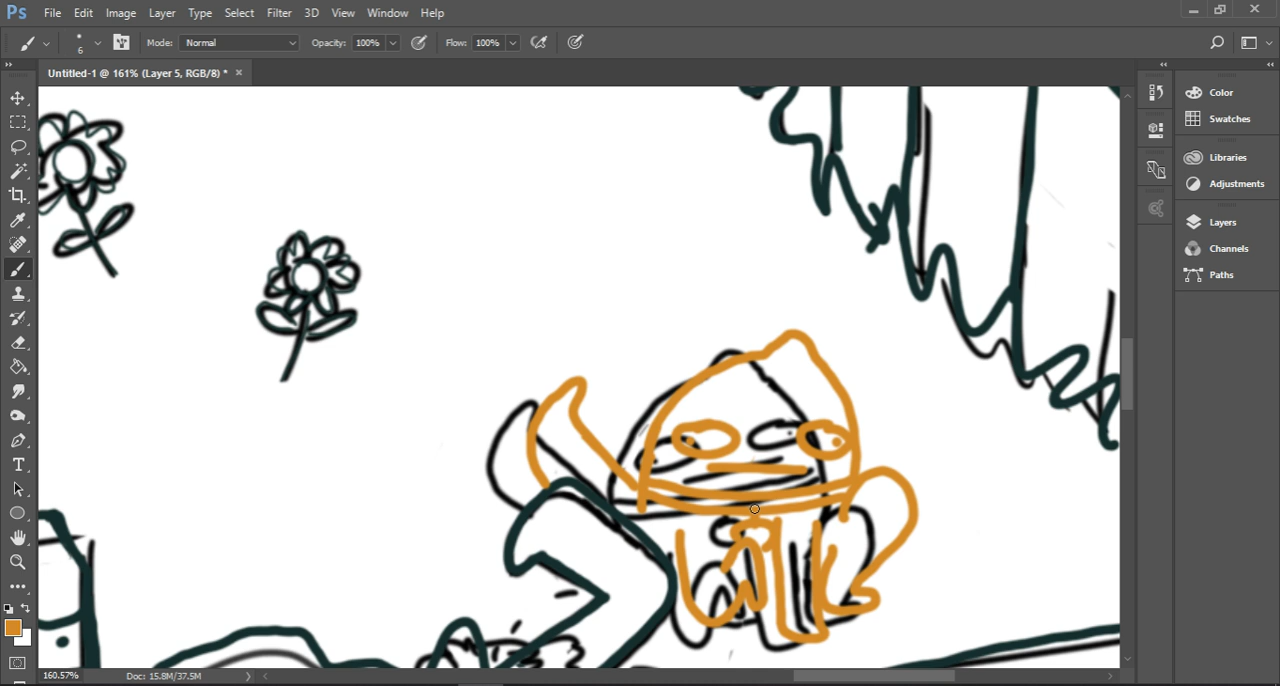 Ps File Edit Image Layer Type Select Filter 3D View Window Help
6 Mode: Normal Opacity: 100% Flow: 100%
Untitled-1 @ 161% (Layer 5, RGB/8) * ×
Color
Swatches
Libraries
Adjustments
Layers
Channels
Paths
160.57% Doc: 15.8M/37.5M